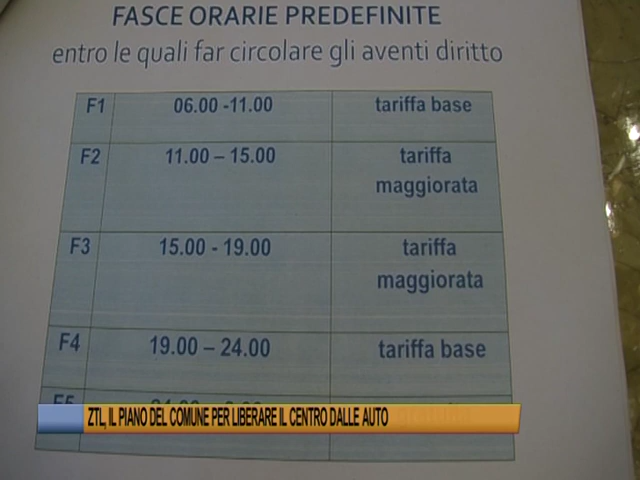 FASCE ORARIE PREDEFINITE
entro le quali far circolare gli aventi diritto
F1 06.00 -11.00 tariffa base
F2 11.00 – 15.00 tariffa
maggiorata
F3 15.00 - 19.00 tariffa
maggiorata
F4 19.00 – 24.00 tariffa base
F5
ZTL, IL PIANO DEL COMUNE PER LIBERARE IL CENTRO DALLE AUTO